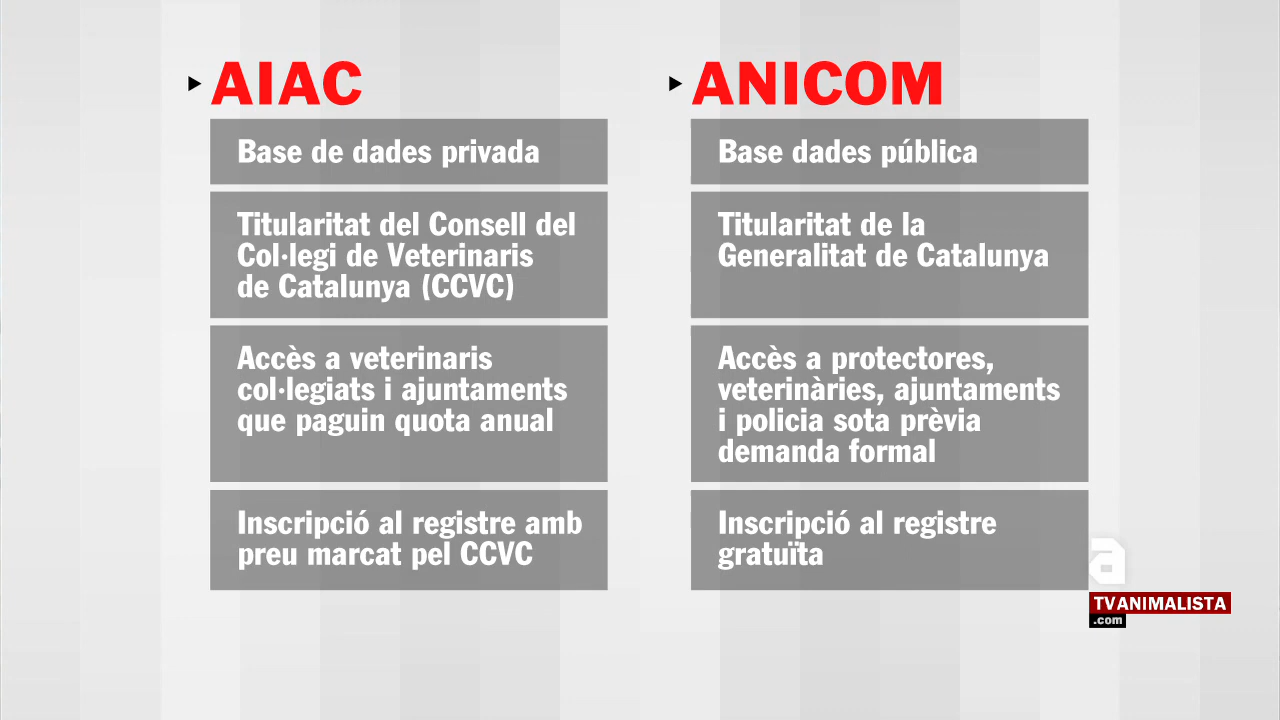 AIAC
Base de dades privada
Titularitat del Consell del
Col·legi de Veterinaris
de Catalunya (CCVC)
Accès a veterinaris
col·legiats i ajuntaments
que paguin quota anual
Inscripció al registre amb
preu marcat pel CCVC
ANICOM
Base dades pública
Titularitat de la
Generalitat de Catalunya
Accès a protectores,
veterinàries, ajuntaments
i policia sota prèvia
demanda formal
Inscripció al registre
gratuïta
a
TVANIMALISTA
.com